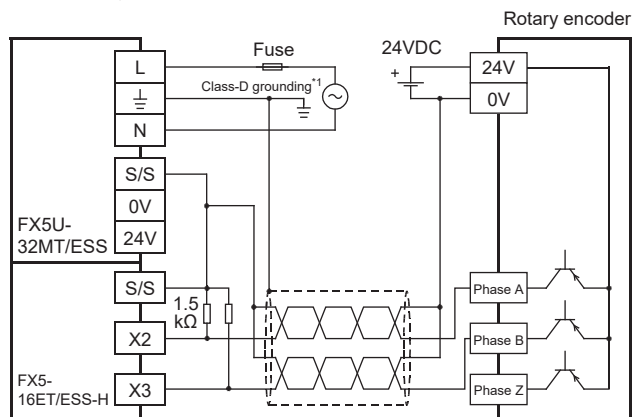 Rotary encoder
Fuse
24VDC
L
Class-D grounding*1
+
24V
0V
N
S/S
0V
24V
FX5U-
32MT/ESS
S/S
1.5
kΩ
X2
X3
FX5-
16ET/ESS-H
Phase A
Phase B
Phase Z